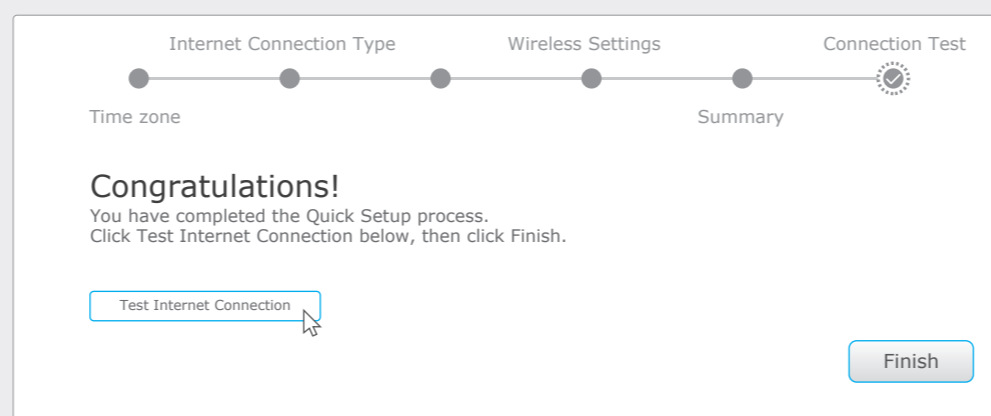 Internet Connection Type
Wireless Settings
Connection Test
Time zone
Summary
Congratulations!
You have completed the Quick Setup process.
Click Test Internet Connection below, then click Finish.
Test Internet Connection
Finish